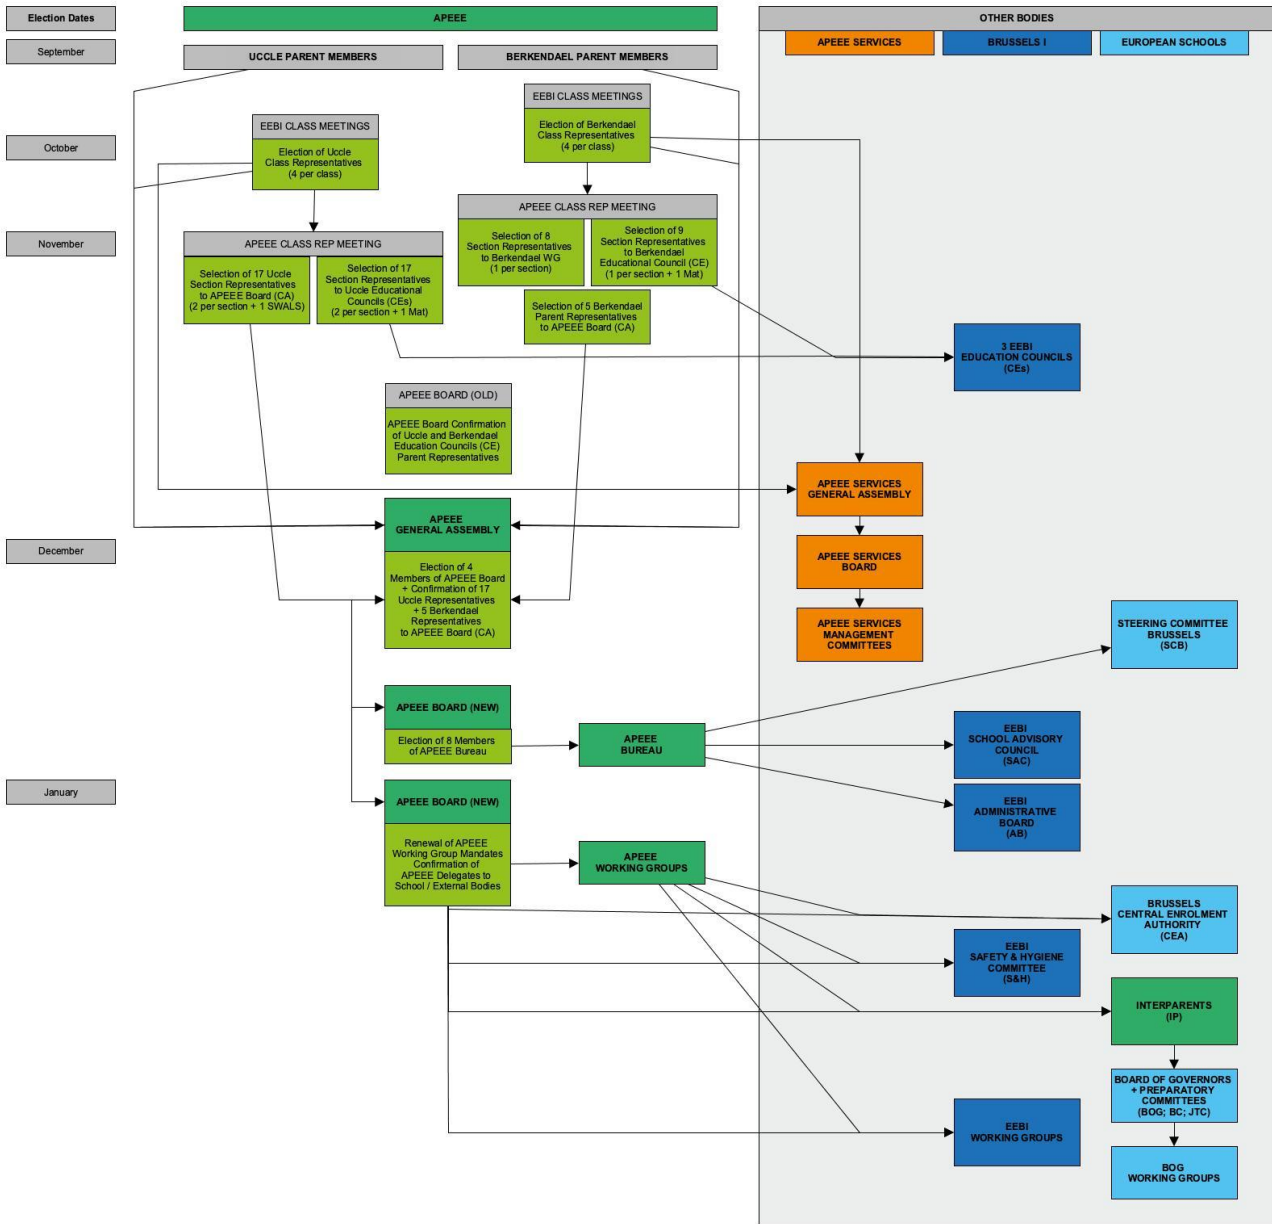 Election Dates
APEEE
OTHER BODIES
September
APEEE SERVICES
BRUSSELS I
EUROPEAN SCHOOLS
UCCLE PARENT MEMBERS
BERKENDAEL PARENT MEMBERS
EEBI CLASS MEETINGS
Election of Berkendael
Class Representatives
(4 per class)
October
EEBI CLASS MEETINGS
Election of Uccle
Class Representatives
(4 per class)
November
APEEE CLASS REP MEETING
Selection of 8
Section Representatives
to Berkendael WG
(1 per section)
Selection of 9
Section Representatives
to Berkendael
Educational Council (CE)
(1 per section + 1 Mat)
APEEE CLASS REP MEETING
Selection of 17 Uccle
Section Representatives
to APEEE Board (CA)
(2 per section + 1 SWALS)
Selection of 17
Section Representatives
to Uccle Educational
Councils (CEs)
(2 per section + 1 Mat)
Selection of 5 Berkendael
Parent Representatives
to APEEE Board (CA)
3 EEBI
EDUCATION COUNCILS
(CEs)
APEEE BOARD (OLD)
APEEE Board Confirmation
of Uccle and Berkendael
Education Councils (CE)
Parent Representatives
APEEE SERVICES
GENERAL ASSEMBLY
APEEE
GENERAL ASSEMBLY
December
Election of 4
Members of APEEE Board
+ Confirmation of 17
Uccle Representatives
+ 5 Berkendael
Representatives
to APEEE Board (CA)
APEEE SERVICES
BOARD
APEEE SERVICES
MANAGEMENT
COMMITTEES
STEERING COMMITTEE
BRUSSELS
(SCB)
APEEE BOARD (NEW)
Election of 8 Members
of APEEE Bureau
APEEE
BUREAU
EEBI
SCHOOL ADVISORY
COUNCIL
(SAC)
January
APEEE BOARD (NEW)
Renewal of APEEE
Working Group Mandates
Confirmation of
APEEE Delegates to
School / External Bodies
APEEE
WORKING GROUPS
EEBI
ADMINISTRATIVE
BOARD
(AB)
BRUSSELS
CENTRAL ENROLMENT
AUTHORITY
(CEA)
EEBI
SAFETY & HYGIENE
COMMITTEE
(S&H)
INTERPARENTS
(IP)
BOARD OF GOVERNORS
+ PREPARATORY
COMMITTEES
(BOG; BC; JTC)
EEBI
WORKING GROUPS
BOG
WORKING GROUPS